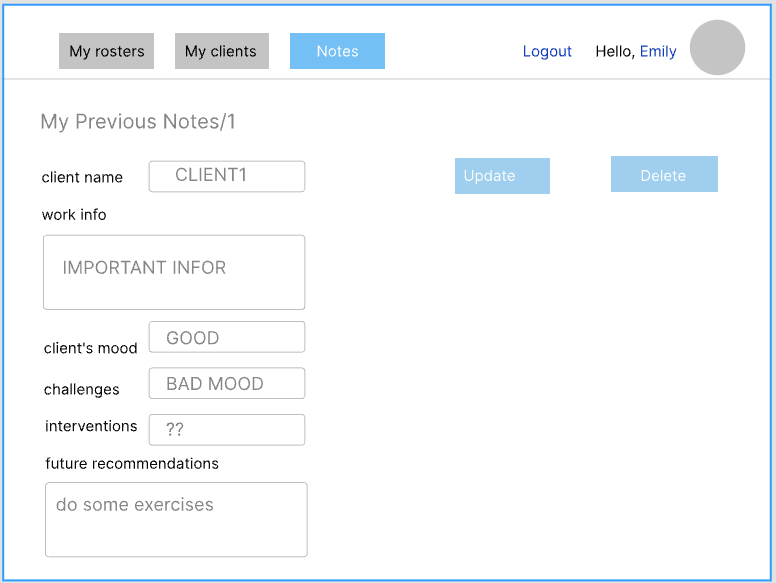 My rosters My clients Notes Logout Hello, Emily
My Previous Notes/1
client name CLIENT1 Update Delete
work info
IMPORTANT INFOR
client's mood GOOD
challenges BAD MOOD
interventions ??
future recommendations
do some exercises